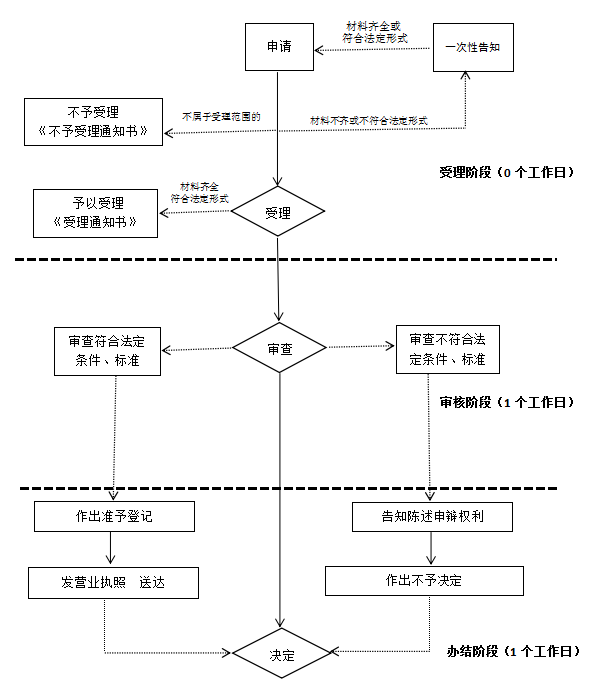 材料齐全或
符合法定形式
申请
一次性告知
不予受理
《不予受理通知书》
不属于受理范围的
材料不齐或不符合法定形式
受理阶段（0 个工作日）
予以受理
《受理通知书》
材料齐全
符合法定形式
受理
审查符合法定
条件、标准
审查
审查不符合法
定条件、标准
审核阶段（1 个工作日）
作出准予登记
告知陈述申辩权利
发营业执照 送达
作出不予决定
决定
办结阶段（1 个工作日）